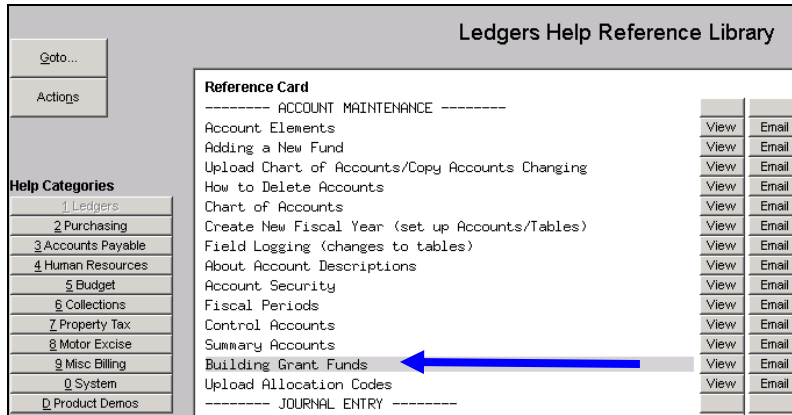 Ledgers Help Reference Library
Goto...
Actions
Help Categories
1 Ledgers
2 Purchasing
3 Accounts Payable
4 Human Resources
5 Budget
6 Collections
7 Property Tax
8 Motor Excise
9 Misc Billing
0 System
D Product Demos
Reference Card
-------- ACCOUNT MAINTENANCE --------
Account Elements View Email
Adding a New Fund View Email
Upload Chart of Accounts/Copy Accounts Changing View Email
How to Delete Accounts View Email
Chart of Accounts View Email
Create New Fiscal Year (set up Accounts/Tables) View Email
Field Logging (changes to tables) View Email
About Account Descriptions View Email
Account Security View Email
Fiscal Periods View Email
Control Accounts View Email
Summary Accounts View Email
Building Grant Funds View Email
Upload Allocation Codes View Email
-------- JOURNAL ENTRY --------